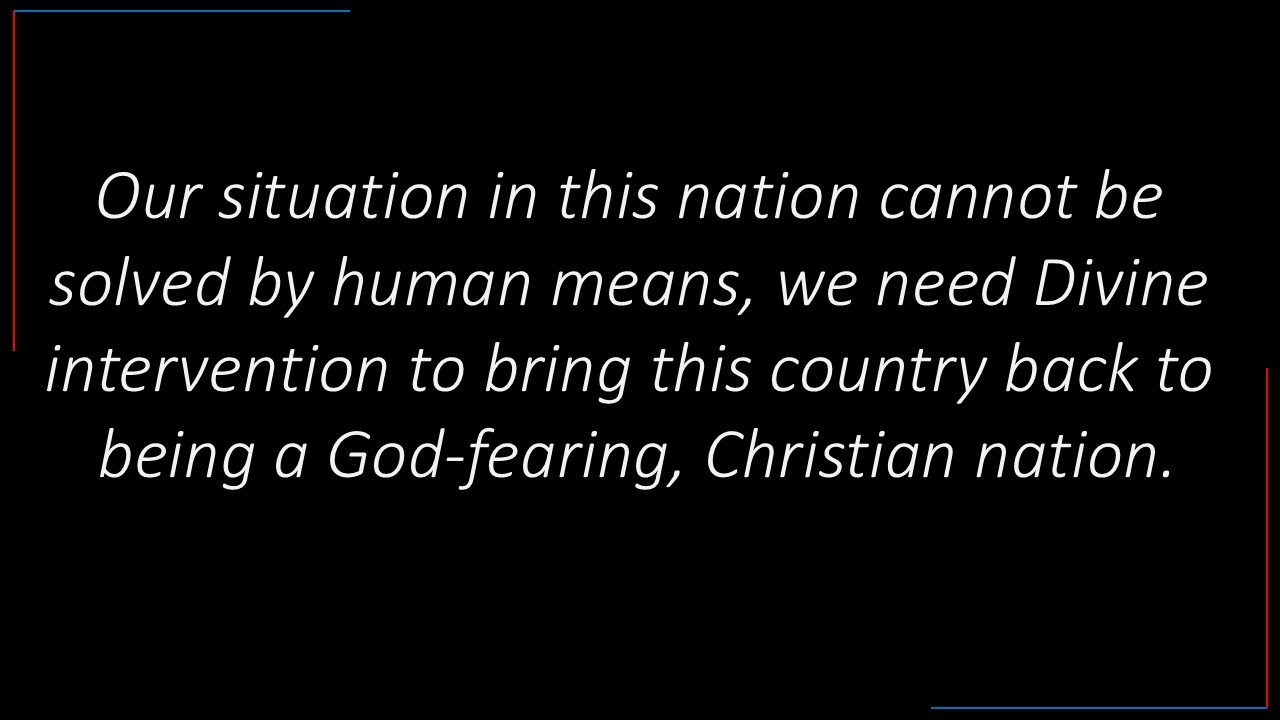 Our situation in this nation cannot be
solved by human means, we need Divine
intervention to bring this country back to
being a God-fearing, Christian nation.